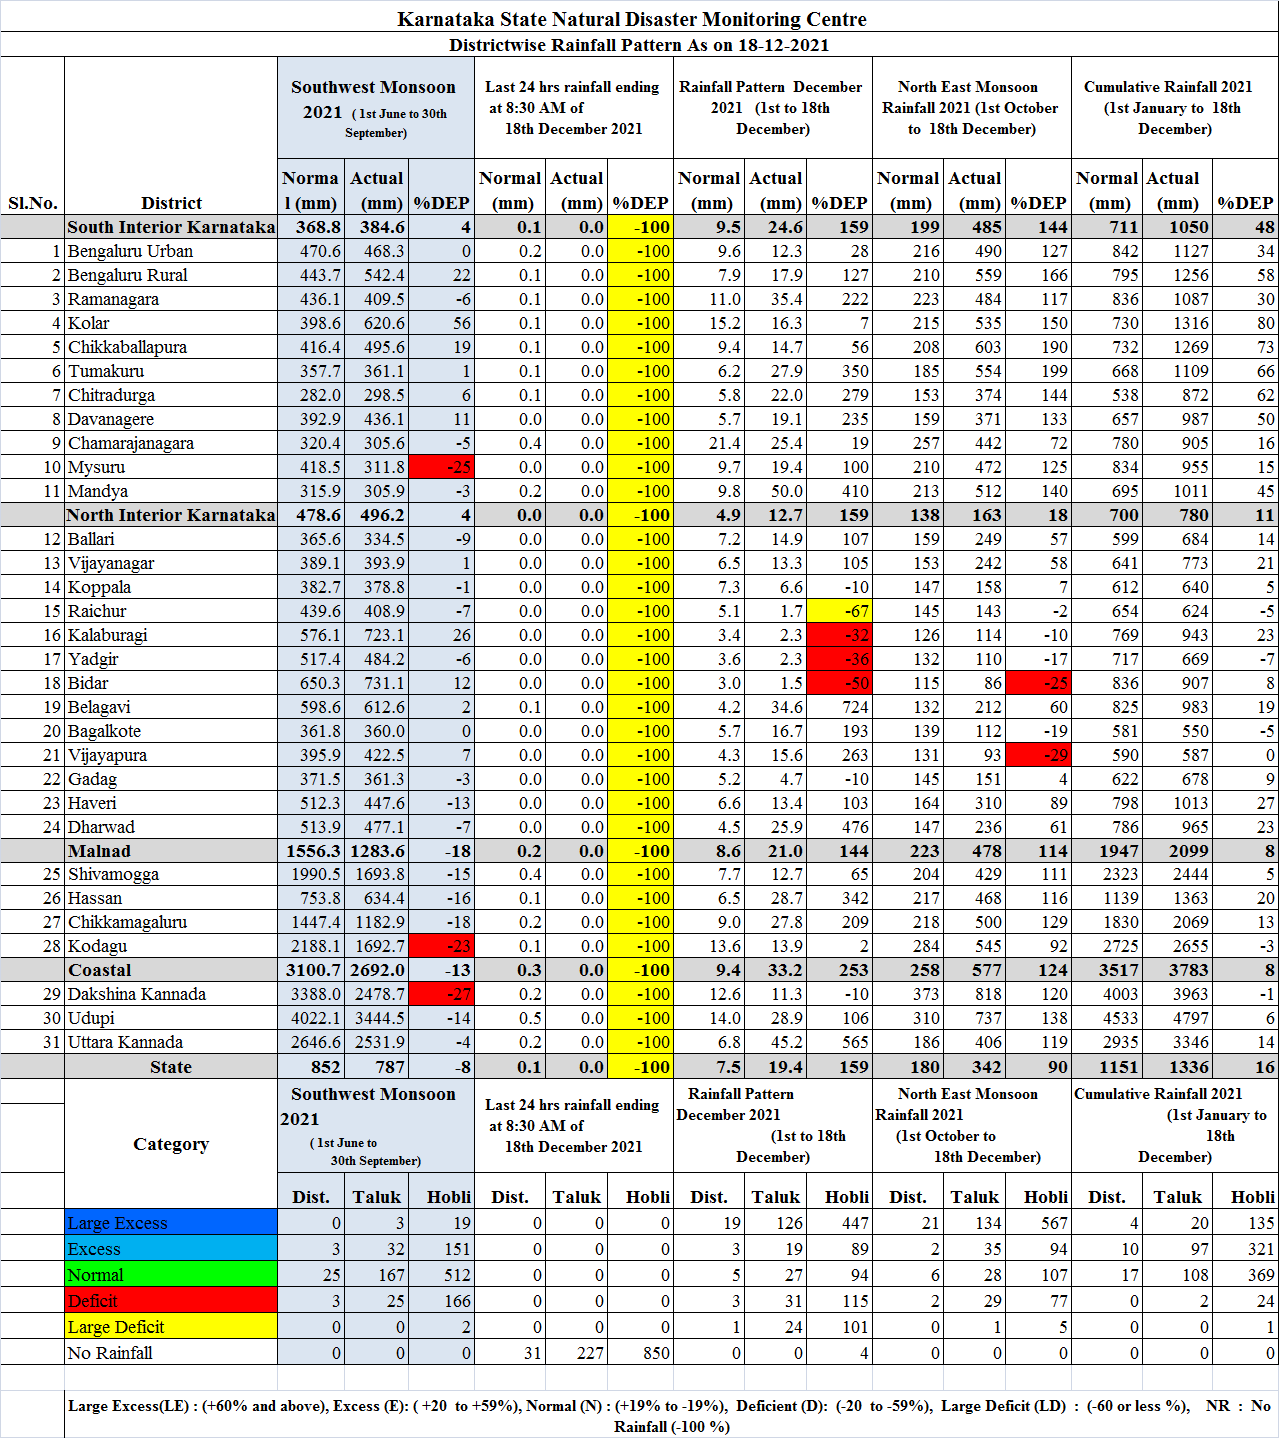 Karnataka State Natural Disaster Monitoring Centre
Districtwise Rainfall Pattern As on 18-12-2021
Sl.No. District Southwest Monsoon 2021 ( 1st June to 30th September) Last 24 hrs rainfall ending at 8:30 AM of 18th December 2021 Rainfall Pattern December 2021 (1st to 18th December) North East Monsoon Rainfall 2021 (1st October to 18th December) Cumulative Rainfall 2021 (1st January to 18th December)
Normal (mm) Actual (mm) %DEP Normal (mm) Actual (mm) %DEP Normal (mm) Actual (mm) %DEP Normal (mm) Actual (mm) %DEP Normal (mm) Actual (mm) %DEP
South Interior Karnataka 368.8 384.6 4 0.1 0.0 -100 9.5 24.6 159 199 485 144 711 1050 48
1 Bengaluru Urban 470.6 468.3 0 0.2 0.0 -100 9.6 12.3 28 216 490 127 842 1127 34
2 Bengaluru Rural 443.7 542.4 22 0.1 0.0 -100 7.9 17.9 127 210 559 166 795 1256 58
3 Ramanagara 436.1 409.5 -6 0.1 0.0 -100 11.0 35.4 222 223 484 117 836 1087 30
4 Kolar 398.6 620.6 56 0.1 0.0 -100 15.2 16.3 7 215 535 150 730 1316 80
5 Chikkaballapura 416.4 495.6 19 0.1 0.0 -100 9.4 14.7 56 208 603 190 732 1269 73
6 Tumakuru 357.7 361.1 1 0.1 0.0 -100 6.2 27.9 350 185 554 199 668 1109 66
7 Chitradurga 282.0 298.5 6 0.1 0.0 -100 5.8 22.0 279 153 374 144 538 872 62
8 Davanagere 392.9 436.1 11 0.0 0.0 -100 5.7 19.1 235 159 371 133 657 987 50
9 Chamarajanagara 320.4 305.6 -5 0.4 0.0 -100 21.4 25.4 19 257 442 72 780 905 16
10 Mysuru 418.5 311.8 -25 0.0 0.0 -100 9.7 19.4 100 210 472 125 834 955 15
11 Mandya 315.9 305.9 -3 0.2 0.0 -100 9.8 50.0 410 213 512 140 695 1011 45
North Interior Karnataka 478.6 496.2 4 0.0 0.0 -100 4.9 12.7 159 138 163 18 700 780 11
12 Ballari 365.6 334.5 -9 0.0 0.0 -100 7.2 14.9 107 159 249 57 599 684 14
13 Vijayanagar 389.1 393.9 1 0.0 0.0 -100 6.5 13.3 105 153 242 58 641 773 21
14 Koppala 382.7 378.8 -1 0.0 0.0 -100 7.3 6.6 -10 147 158 7 612 640 5
15 Raichur 439.6 408.9 -7 0.0 0.0 -100 5.1 1.7 -67 145 143 -2 654 624 -5
16 Kalaburagi 576.1 723.1 26 0.0 0.0 -100 3.4 2.3 -32 126 114 -10 769 943 23
17 Yadgir 517.4 484.2 -6 0.0 0.0 -100 3.6 2.3 -36 132 110 -17 717 669 -7
18 Bidar 650.3 731.1 12 0.0 0.0 -100 3.0 1.5 -50 115 86 -25 836 907 8
19 Belagavi 598.6 612.6 2 0.1 0.0 -100 4.2 34.6 724 132 212 60 825 983 19
20 Bagalkote 361.8 360.0 0 0.0 0.0 -100 5.7 16.7 193 139 112 -19 581 550 -5
21 Vijayapura 395.9 422.5 7 0.0 0.0 -100 4.3 15.6 263 131 93 -29 590 587 0
22 Gadag 371.5 361.3 -3 0.0 0.0 -100 5.2 4.7 -10 145 151 4 622 678 9
23 Haveri 512.3 447.6 -13 0.0 0.0 -100 6.6 13.4 103 164 310 89 798 1013 27
24 Dharwad 513.9 477.1 -7 0.0 0.0 -100 4.5 25.9 476 147 236 61 786 965 23
Malnad 1556.3 1283.6 -18 0.2 0.0 -100 8.6 21.0 144 223 478 114 1947 2099 8
25 Shivamogga 1990.5 1693.8 -15 0.4 0.0 -100 7.7 12.7 65 204 429 111 2323 2444 5
26 Hassan 753.8 634.4 -16 0.1 0.0 -100 6.5 28.7 342 217 468 116 1139 1363 20
27 Chikkamagaluru 1447.4 1182.9 -18 0.2 0.0 -100 9.0 27.8 209 218 500 129 1830 2069 13
28 Kodagu 2188.1 1692.7 -23 0.1 0.0 -100 13.6 13.9 2 284 545 92 2725 2655 -3
Coastal 3100.7 2692.0 -13 0.3 0.0 -100 9.4 33.2 253 258 577 124 3517 3783 8
29 Dakshina Kannada 3388.0 2478.7 -27 0.2 0.0 -100 12.6 11.3 -10 373 818 120 4003 3963 -1
30 Udupi 4022.1 3444.5 -14 0.5 0.0 -100 14.0 28.9 106 310 737 138 4533 4797 6
31 Uttara Kannada 2646.6 2531.9 -4 0.2 0.0 -100 6.8 45.2 565 186 406 119 2935 3346 14
State 852 787 -8 0.1 0.0 -100 7.5 19.4 159 180 342 90 1151 1336 16
Category Southwest Monsoon 2021 ( 1st June to 30th September) Last 24 hrs rainfall ending at 8:30 AM of 18th December 2021 Rainfall Pattern December 2021 (1st to 18th December) North East Monsoon Rainfall 2021 (1st October to 18th December) Cumulative Rainfall 2021 (1st January to 18th December)
Dist. Taluk Hobli Dist. Taluk Hobli Dist. Taluk Hobli Dist. Taluk Hobli Dist. Taluk Hobli
Large Excess 0 3 19 0 0 0 19 126 447 21 134 567 4 20 135
Excess 3 32 151 0 0 0 3 19 89 2 35 94 10 97 321
Normal 25 167 512 0 0 0 5 27 94 6 28 107 17 108 369
Deficit 3 25 166 0 0 0 3 31 115 2 29 77 0 2 24
Large Deficit 0 0 2 0 0 0 1 24 101 0 1 5 0 0 1
No Rainfall 0 0 0 31 227 850 0 0 4 0 0 0 0 0 0
Large Excess(LE) : (+60% and above), Excess (E): ( +20 to +59%), Normal (N) : (+19% to -19%), Deficient (D): (-20 to -59%), Large Deficit (LD) : (-60 or less %), NR : No
Rainfall (-100 %)